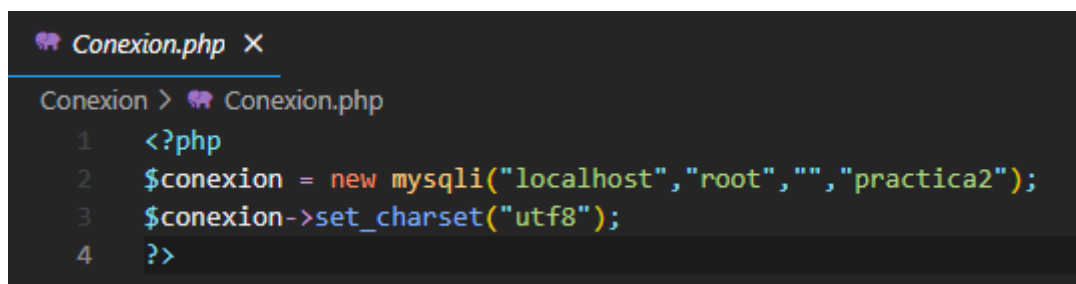 Conexion.php ×
Conexion > Conexion.php
1 <?php
2 $conexion = new mysqli("localhost","root","","practica2");
3 $conexion->set_charset("utf8");
4 ?>